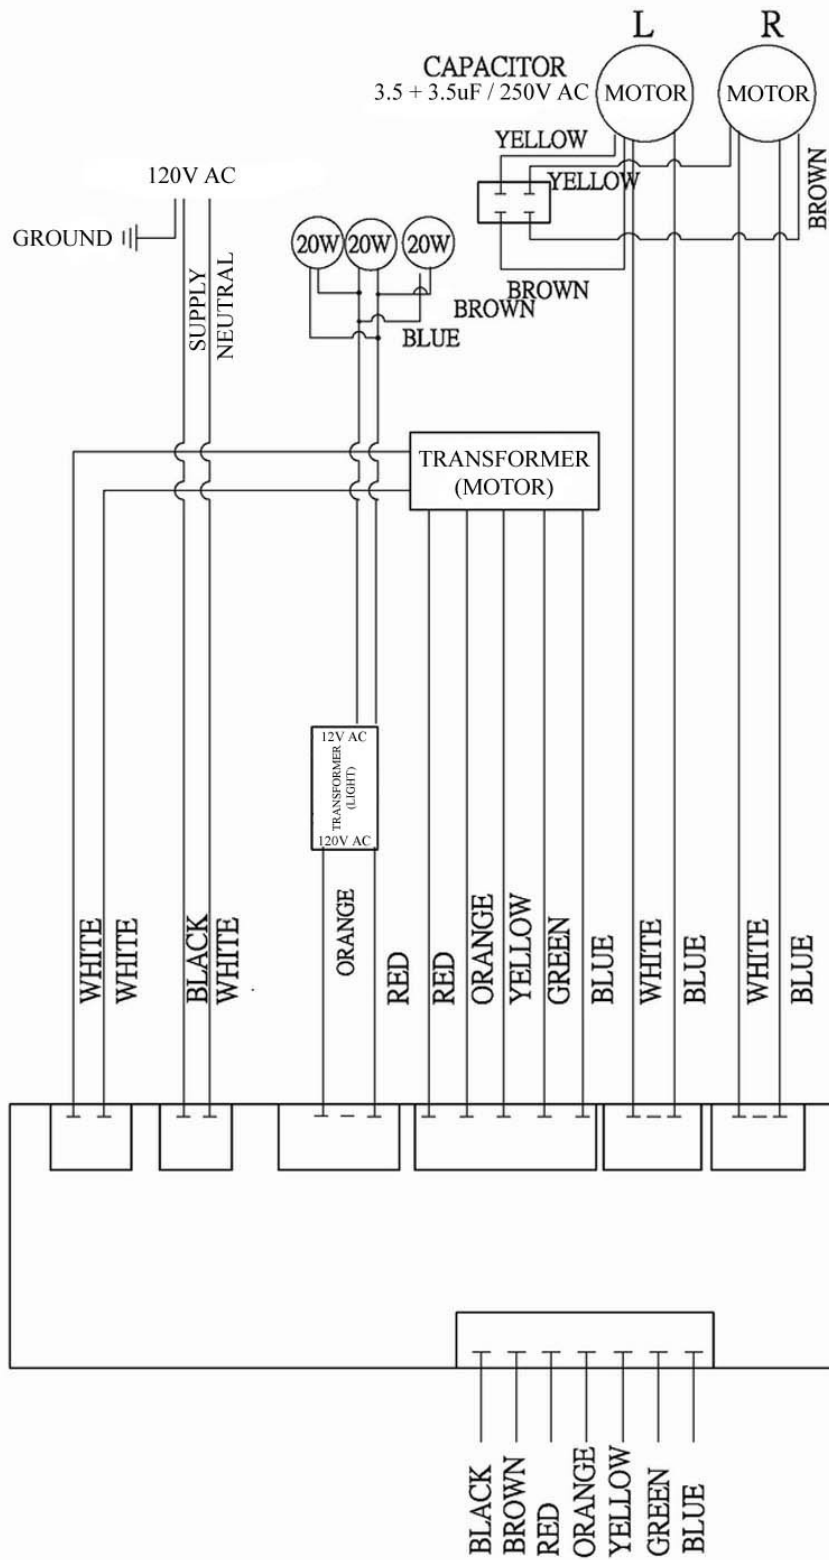 L R
CAPACITOR
3.5 + 3.5uF / 250V AC
MOTOR
MOTOR
YELLOW
YELLOW
BROWN
120V AC
GROUND
SUPPLY
NEUTRAL
20W
20W
20W
BROWN
BROWN
BLUE
TRANSFORMER
(MOTOR)
12V AC
TRANSFORMER
(LIGHT)
120V AC
WHITE
WHITE
BLACK
WHITE
ORANGE
RED
RED
ORANGE
YELLOW
GREEN
BLUE
WHITE
BLUE
WHITE
BLUE
BLACK
BROWN
RED
ORANGE
YELLOW
GREEN
BLUE